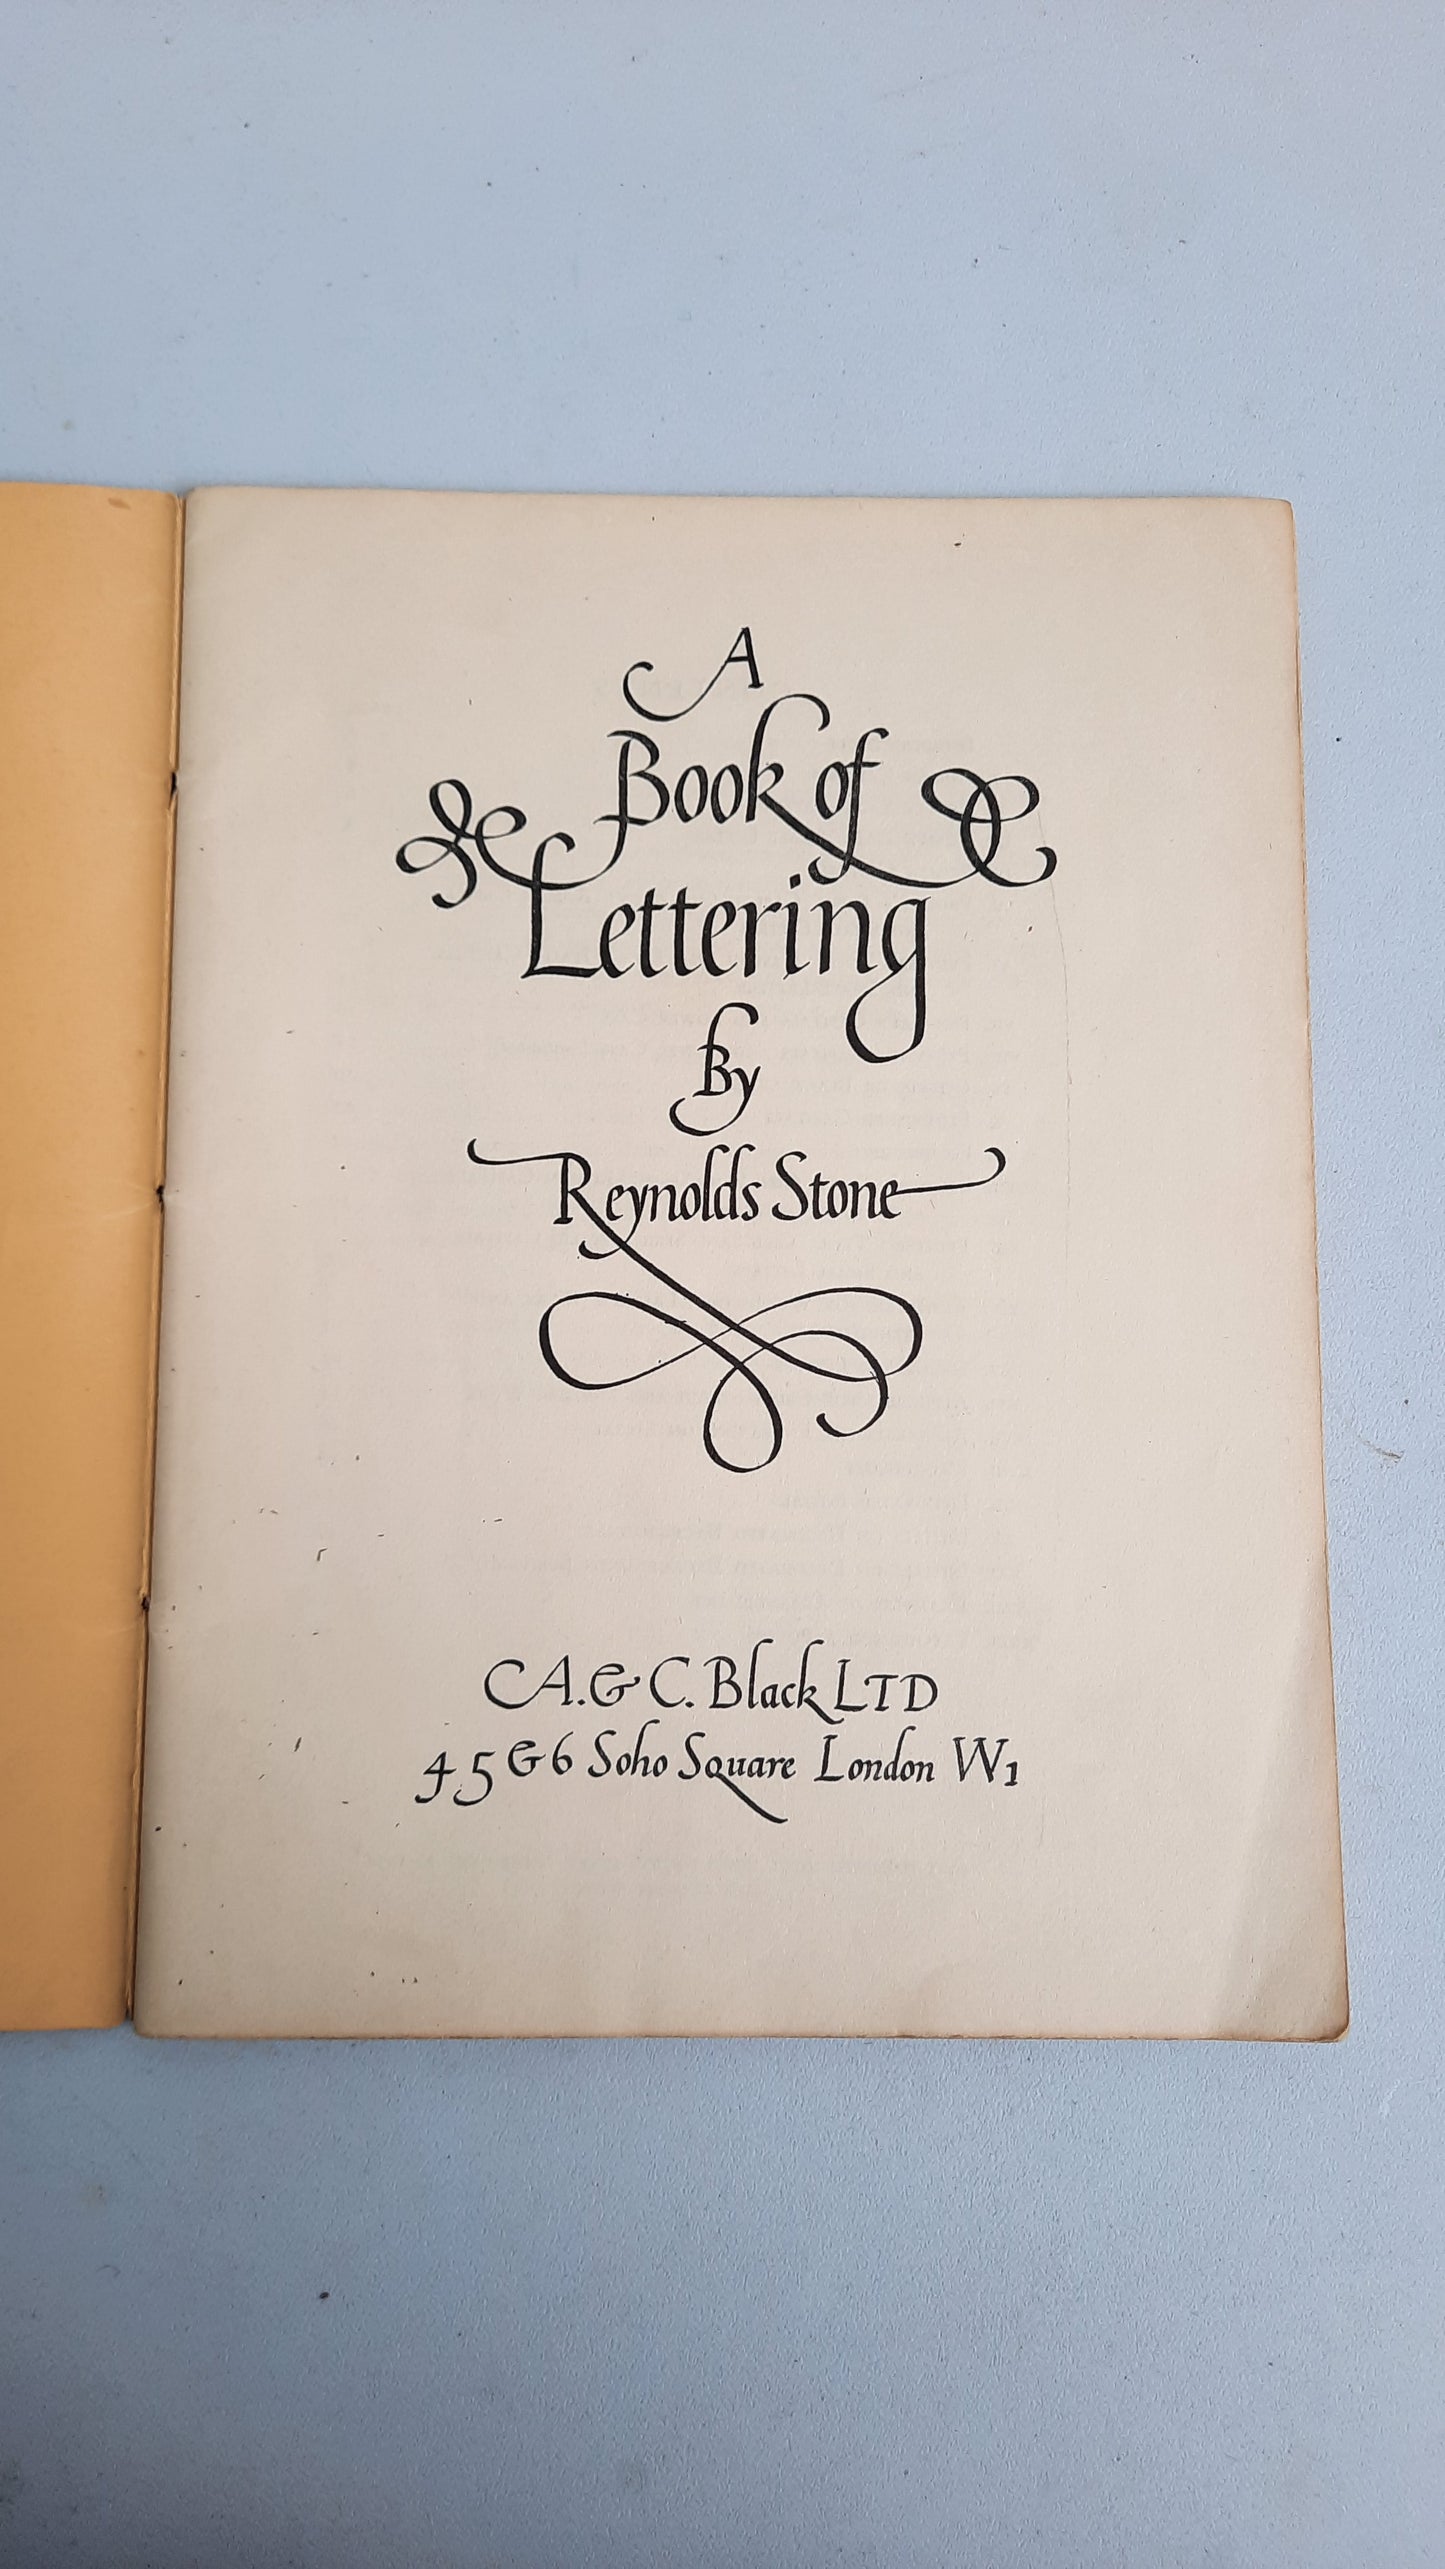 A
Book of
Lettering
By
Reynolds Stone
A. & C. Black LTD
4 5 & 6 Soho Square London W1